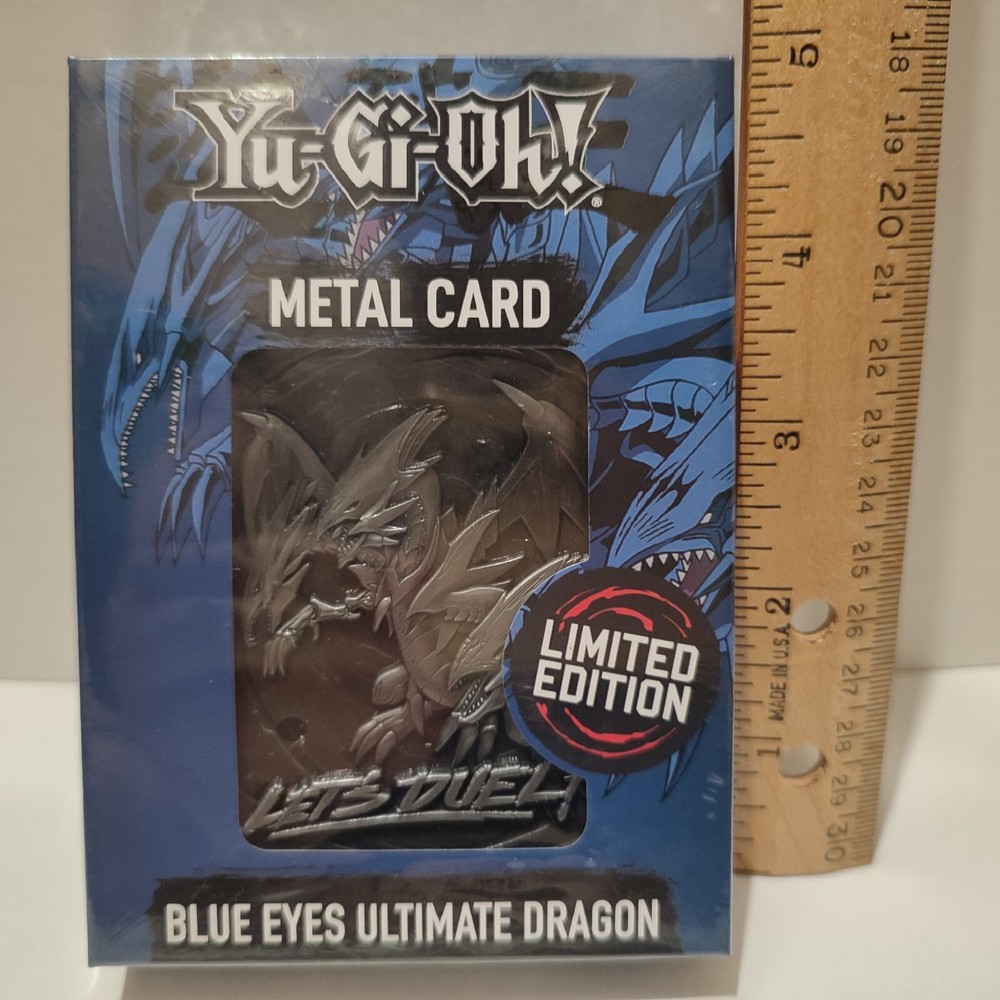 Yu-Gi-Oh!
®
METAL CARD
LIMITED
EDITION
LET'S DUEL!
BLUE EYES ULTIMATE DRAGON
5
4
3
2
1
MADE IN U.S.A.
18
19
20
21
22
23
24
25
26
27
28
29
30